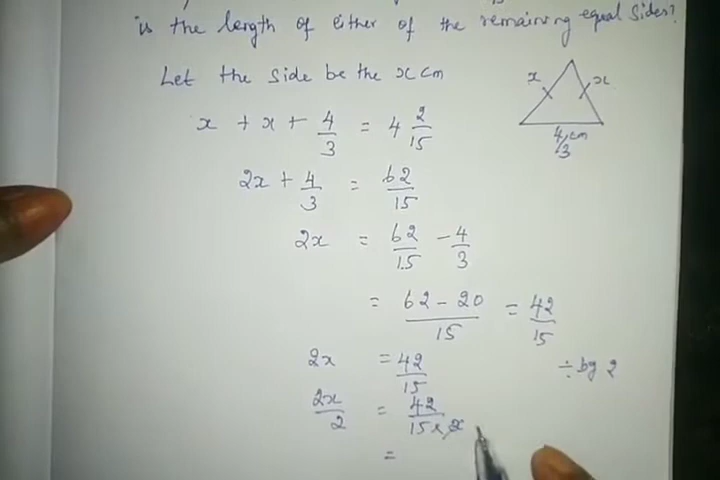 is the length of either of the remaining equal sides?
Let the side be the x cm
x x
x + x + 4/3 = 4 2/15
4/3 cm
2x + 4/3 = 62/15
2x = 62/15 - 4/3
= 62 - 20/15 = 42/15
2x = 42/15 ÷ by 2
2x/2 = 42/15 x 2
=